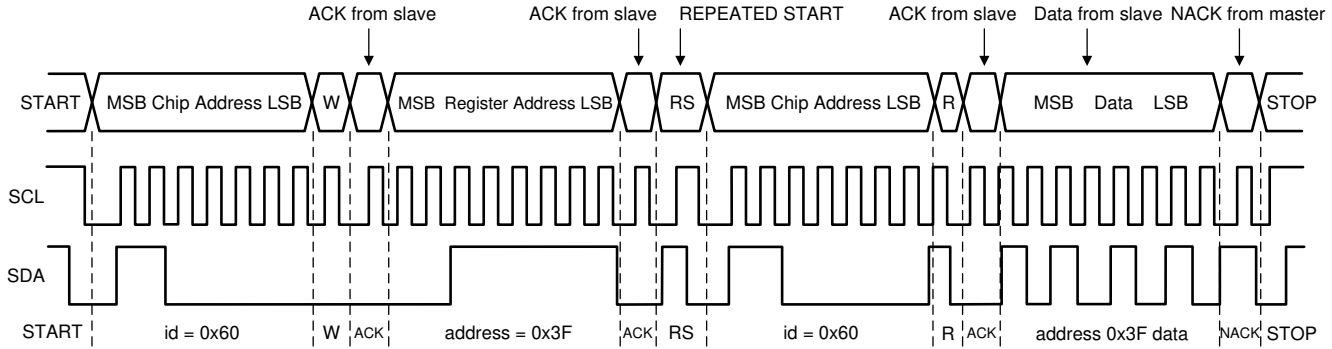 ACK from slave ACK from slave REPEATED START ACK from slave Data from slave NACK from master
START MSB Chip Address LSB W MSB Register Address LSB RS MSB Chip Address LSB R MSB Data LSB STOP
SCL
SDA
START id = 0x60 W ACK address = 0x3F ACK RS id = 0x60 R ACK address 0x3F data NACK STOP